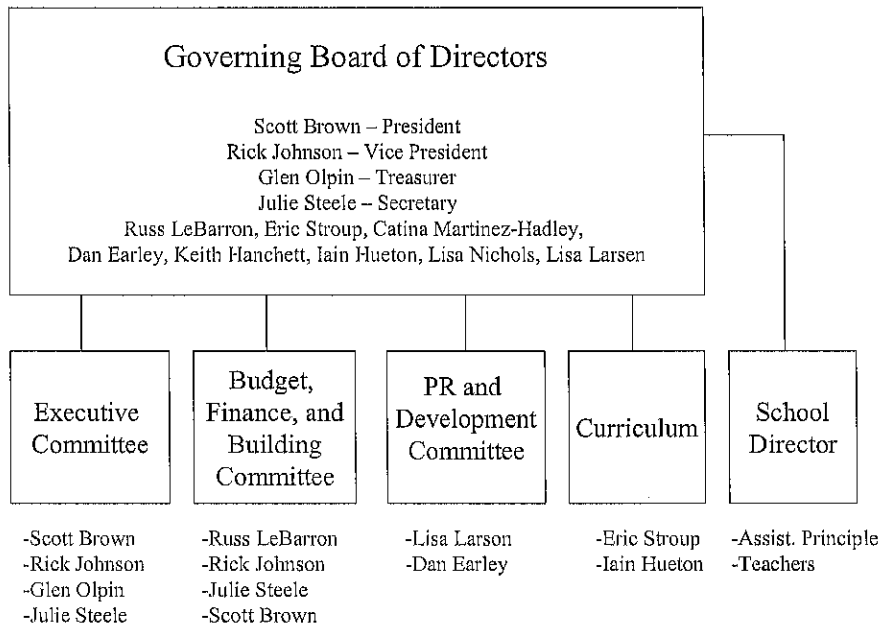 Governing Board of Directors
Scott Brown – President
Rick Johnson – Vice President
Glen Olpin – Treasurer
Julie Steele – Secretary
Russ LeBarron, Eric Stroup, Catina Martinez-Hadley,
Dan Earley, Keith Hanchett, Iain Hueton, Lisa Nichols, Lisa Larsen
Executive
Committee
-Scott Brown
-Rick Johnson
-Glen Olpin
-Julie Steele
Budget,
Finance, and
Building
Committee
-Russ LeBarron
-Rick Johnson
-Julie Steele
-Scott Brown
PR and
Development
Committee
-Lisa Larson
-Dan Earley
Curriculum
-Eric Stroup
-Iain Hueton
School
Director
-Assist. Principle
-Teachers